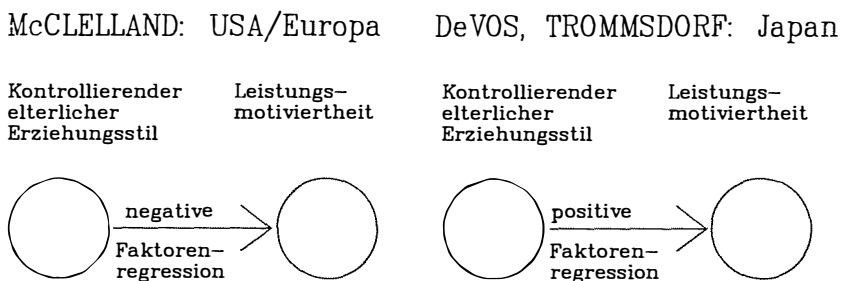 McCLELLAND: USA/Europa
DeVOS, TROMMSDORF: Japan
Kontrollierender
elterlicher
Erziehungsstil
Leistungs-
motiviertheit
Kontrollierender
elterlicher
Erziehungsstil
Leistungs-
motiviertheit
negative
Faktoren-
regression
positive
Faktoren-
regression